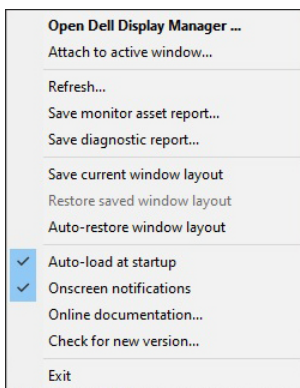 Open Dell Display Manager ...
Attach to active window...
Refresh...
Save monitor asset report...
Save diagnostic report...
Save current window layout
Restore saved window layout
Auto-restore window layout
Auto-load at startup
Onscreen notifications
Online documentation...
Check for new version...
Exit